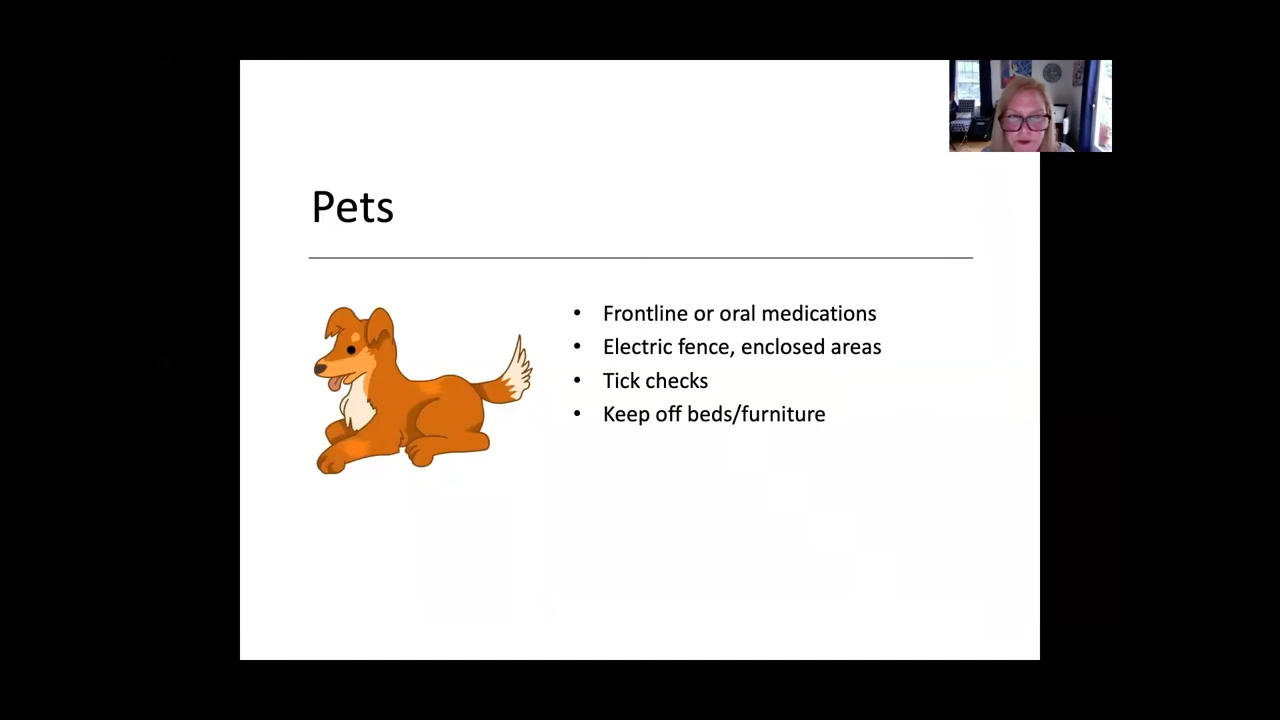 Pets
• Frontline or oral medications
• Electric fence, enclosed areas
• Tick checks
• Keep off beds/furniture